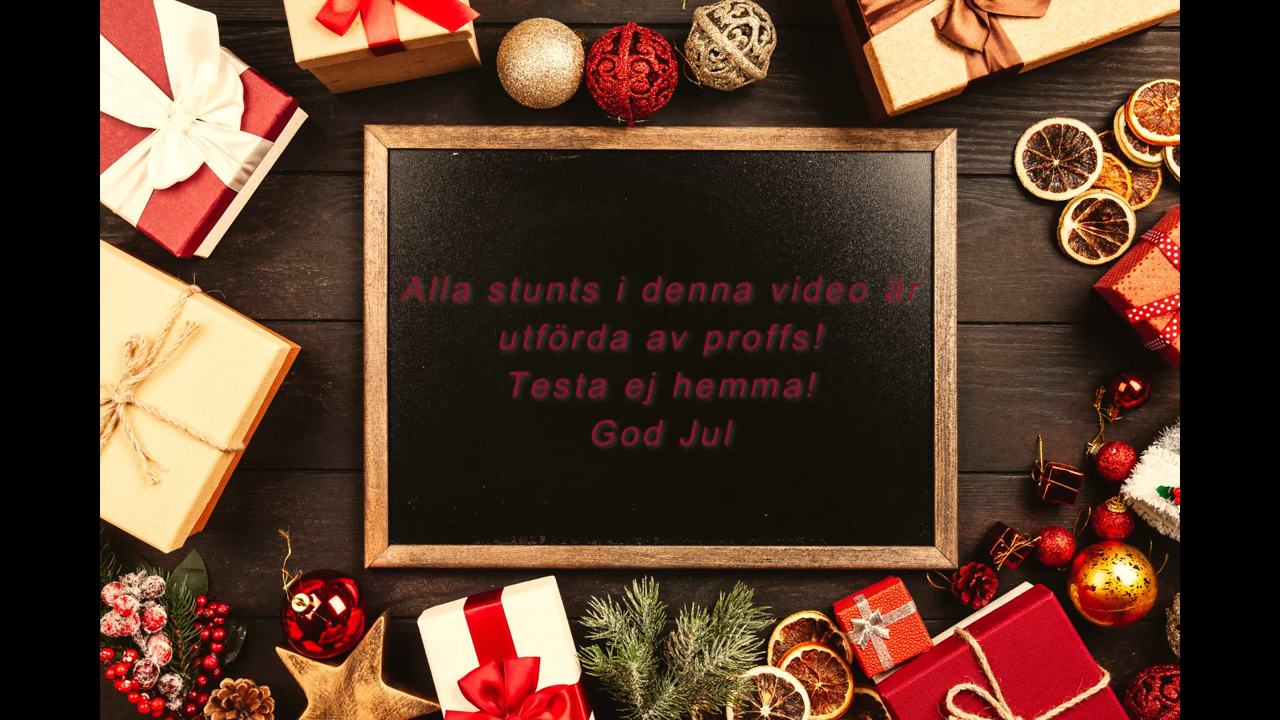 Alla stunts i denna video är
utförda av proffs!
Testa ej hemma!
God Jul